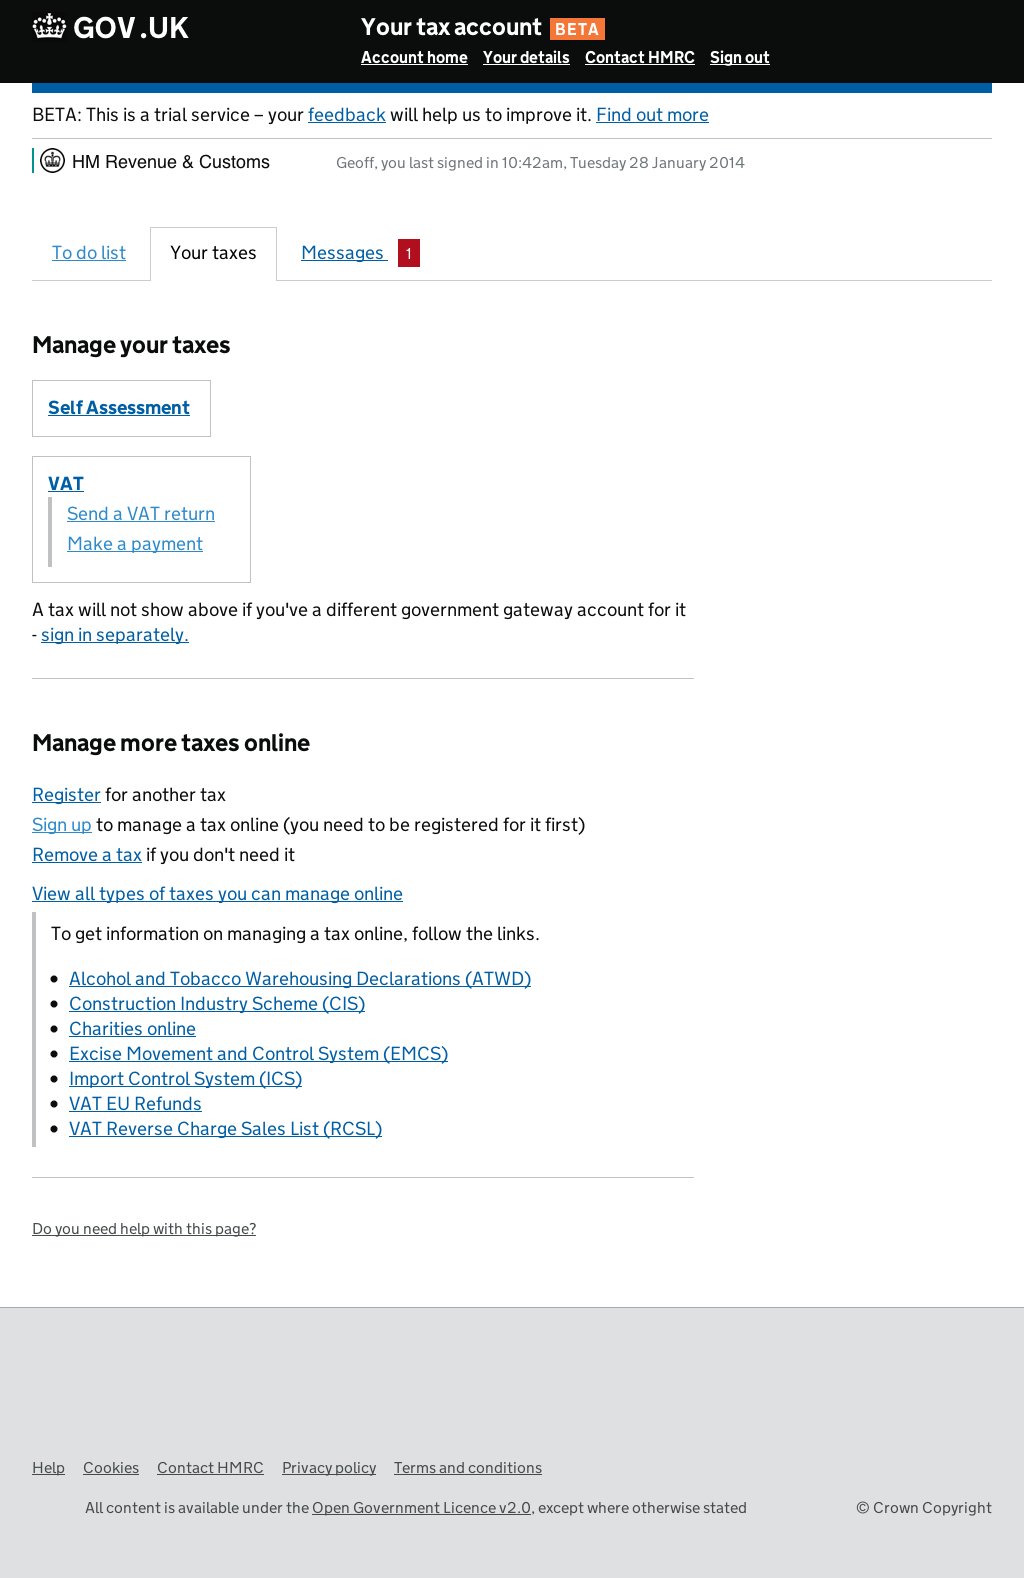 GOV.UK
Your tax account BETA
Account home Your details Contact HMRC Sign out
BETA: This is a trial service – your feedback will help us to improve it. Find out more
HM Revenue & Customs
Geoff, you last signed in 10:42am, Tuesday 28 January 2014
To do list Your taxes Messages 1
Manage your taxes
Self Assessment
VAT
Send a VAT return
Make a payment
A tax will not show above if you've a different government gateway account for it
- sign in separately.
Manage more taxes online
Register for another tax
Sign up to manage a tax online (you need to be registered for it first)
Remove a tax if you don't need it
View all types of taxes you can manage online
To get information on managing a tax online, follow the links.
• Alcohol and Tobacco Warehousing Declarations (ATWD)
• Construction Industry Scheme (CIS)
• Charities online
• Excise Movement and Control System (EMCS)
• Import Control System (ICS)
• VAT EU Refunds
• VAT Reverse Charge Sales List (RCSL)
Do you need help with this page?
Help Cookies Contact HMRC Privacy policy Terms and conditions
All content is available under the Open Government Licence v2.0, except where otherwise stated
© Crown Copyright